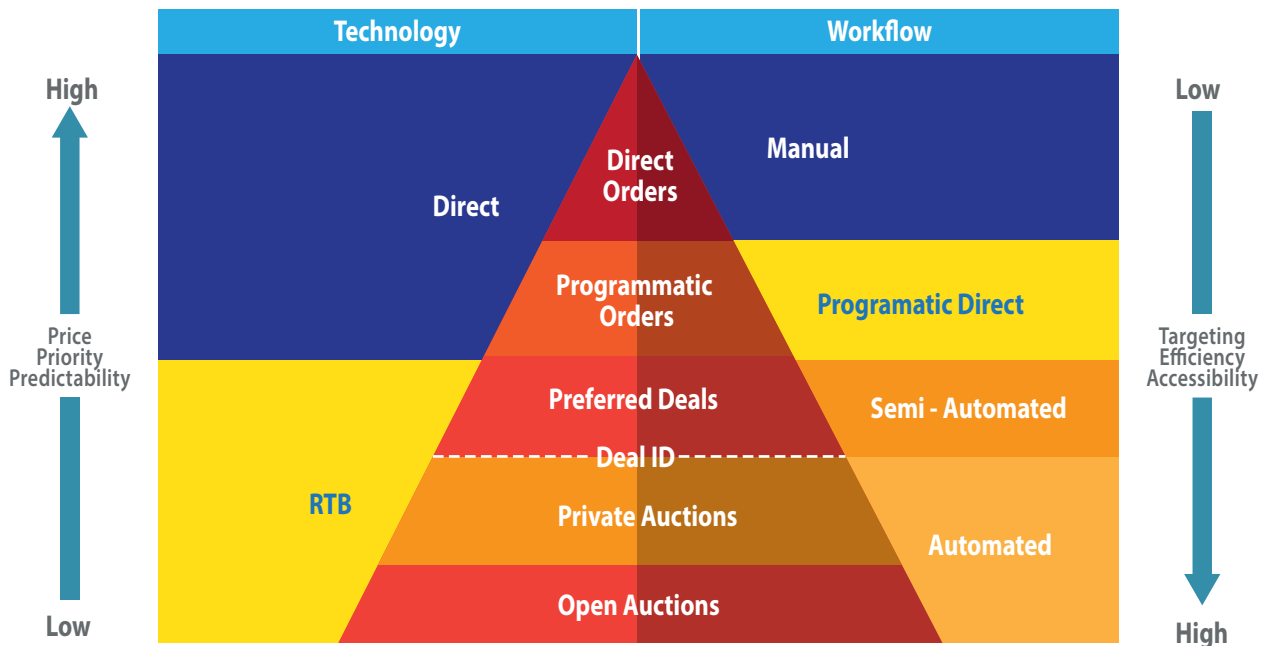 Technology
Workflow
High
Low
Direct
Orders
Manual
Direct
Programmatic
Orders
Programatic Direct
Price
Priority
Predictability
Targeting
Efficiency
Accessibility
Preferred Deals
Semi - Automated
Deal ID
RTB
Private Auctions
Automated
Open Auctions
Low
High